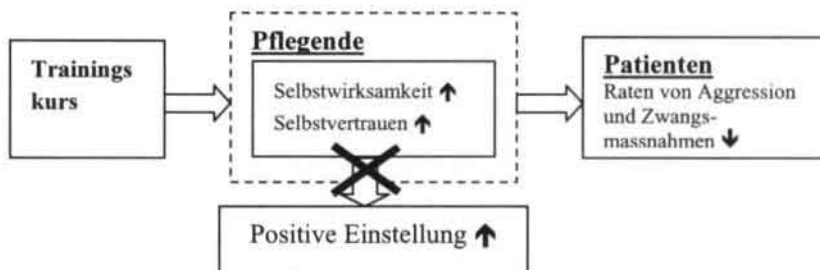 Trainings
kurs
Pflegende
Selbstwirksamkeit ↑
Selbstvertrauen ↑
Patienten
Raten von Aggression
und Zwangs-
massnahmen ↓
Positive Einstellung ↑